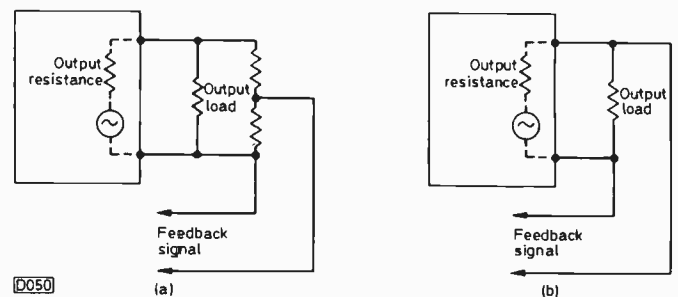 Output
resistance
Output
load
Feedback
signal
D050
(a)
Output
resistance
Output
load
Feedback
signal
(b)